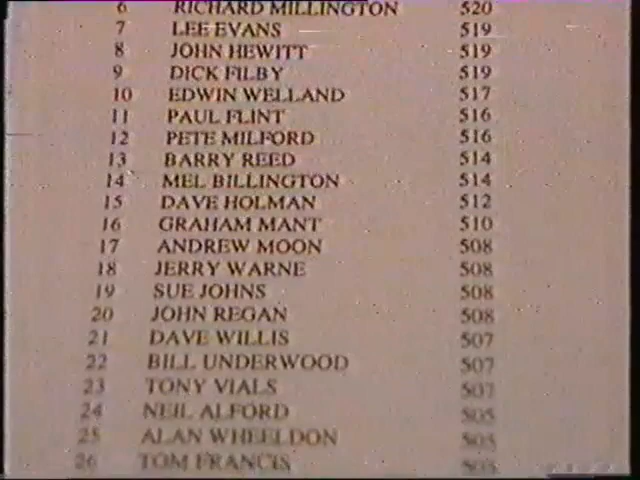 6 RICHARD MILLINGTON 520
7 LEE EVANS 519
8 JOHN HEWITT 519
9 DICK FILBY 519
10 EDWIN WELLAND 517
11 PAUL FLINT 516
12 PETE MILFORD 516
13 BARRY REED 514
14 MEL BILLINGTON 514
15 DAVE HOLMAN 512
16 GRAHAM MANT 510
17 ANDREW MOON 508
18 JERRY WARNE 508
19 SUE JOHNS 508
20 JOHN REGAN 508
21 DAVE WILLIS 507
22 BILL UNDERWOOD 507
23 TONY VIALS 507
24 NEIL ALFORD 505
25 ALAN WHEELDON 505
26 TOM FRANCIS